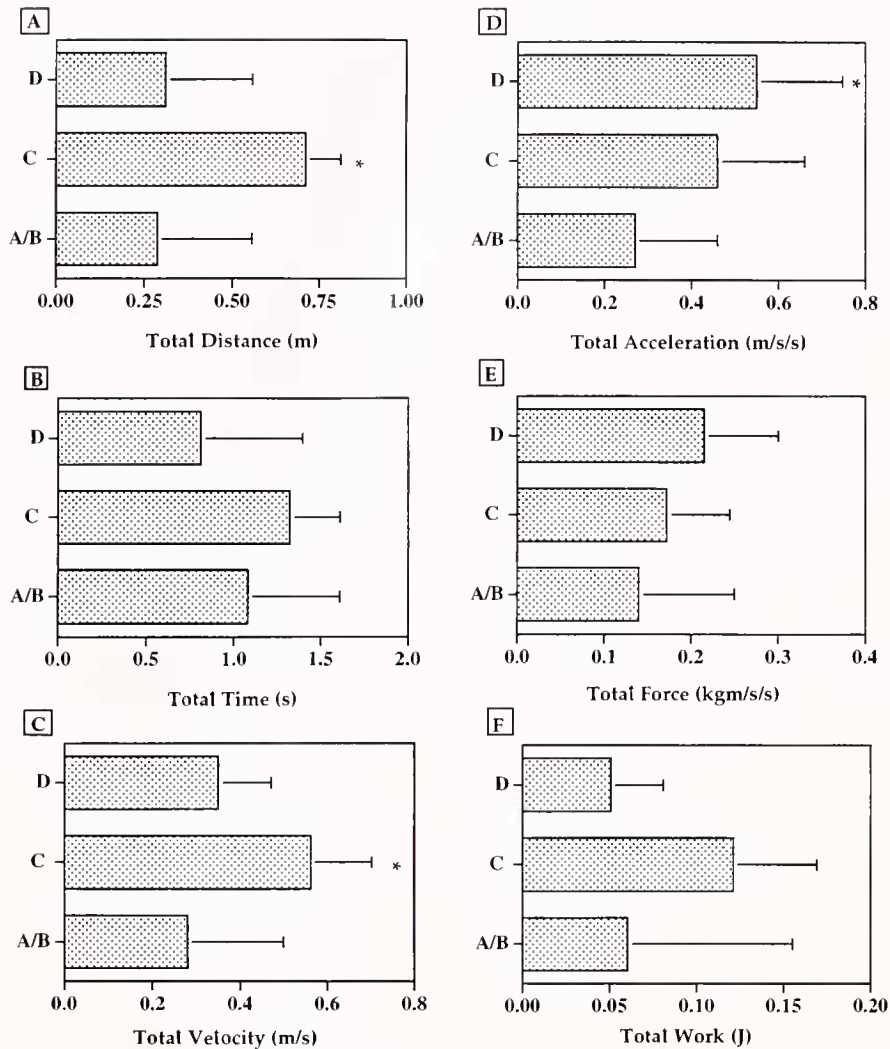 A
D
C
*
A/B
0.00 0.25 0.50 0.75 1.00
Total Distance (m)
B
D
C
A/B
0.0 0.5 1.0 1.5 2.0
Total Time (s)
C
D
C
*
A/B
0.0 0.2 0.4 0.6 0.8
Total Velocity (m/s)
D
D
*
C
A/B
0.0 0.2 0.4 0.6 0.8
Total Acceleration (m/s/s)
E
D
C
A/B
0.0 0.1 0.2 0.3 0.4
Total Force (kgm/s/s)
F
D
C
A/B
0.00 0.05 0.10 0.15 0.20
Total Work (J)